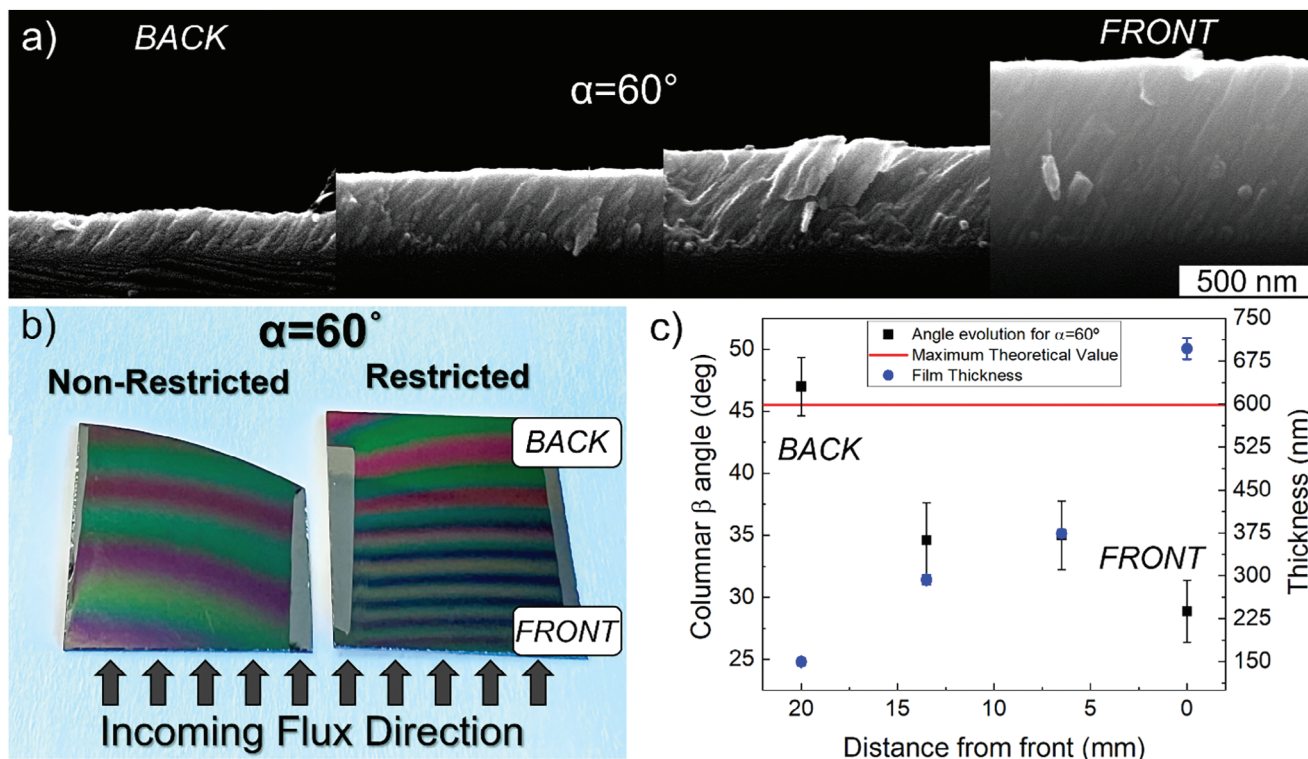 a)
BACK
FRONT
α=60°
500 nm
b)
α=60°
Non-Restricted
Restricted
BACK
FRONT
Incoming Flux Direction
c)
Angle evolution for α=60º
Maximum Theoretical Value
Film Thickness
BACK
FRONT
Columnar β angle (deg)
50
45
40
35
30
25
Thickness (nm)
750
675
600
525
450
375
300
225
150
20
15
10
5
0
Distance from front (mm)